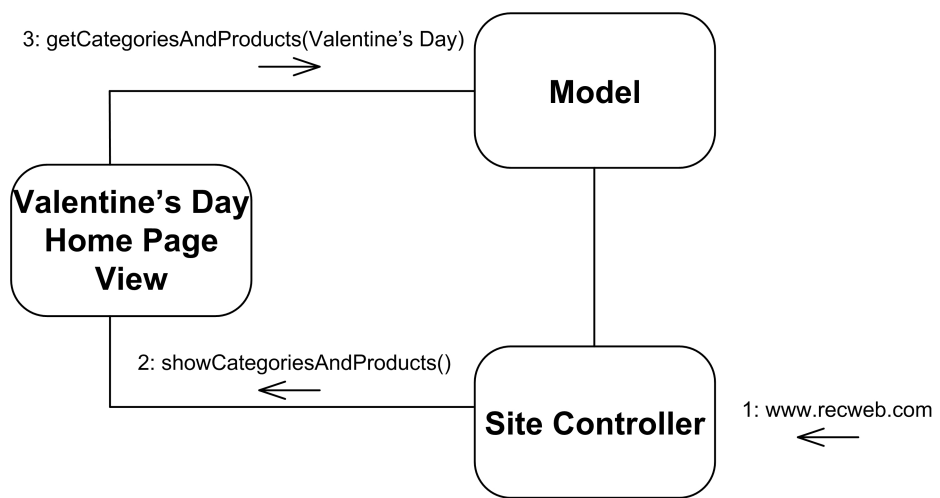 3: getCategoriesAndProducts(Valentine’s Day)
Model
Valentine’s Day
Home Page
View
2: showCategoriesAndProducts()
Site Controller
1: www.recweb.com